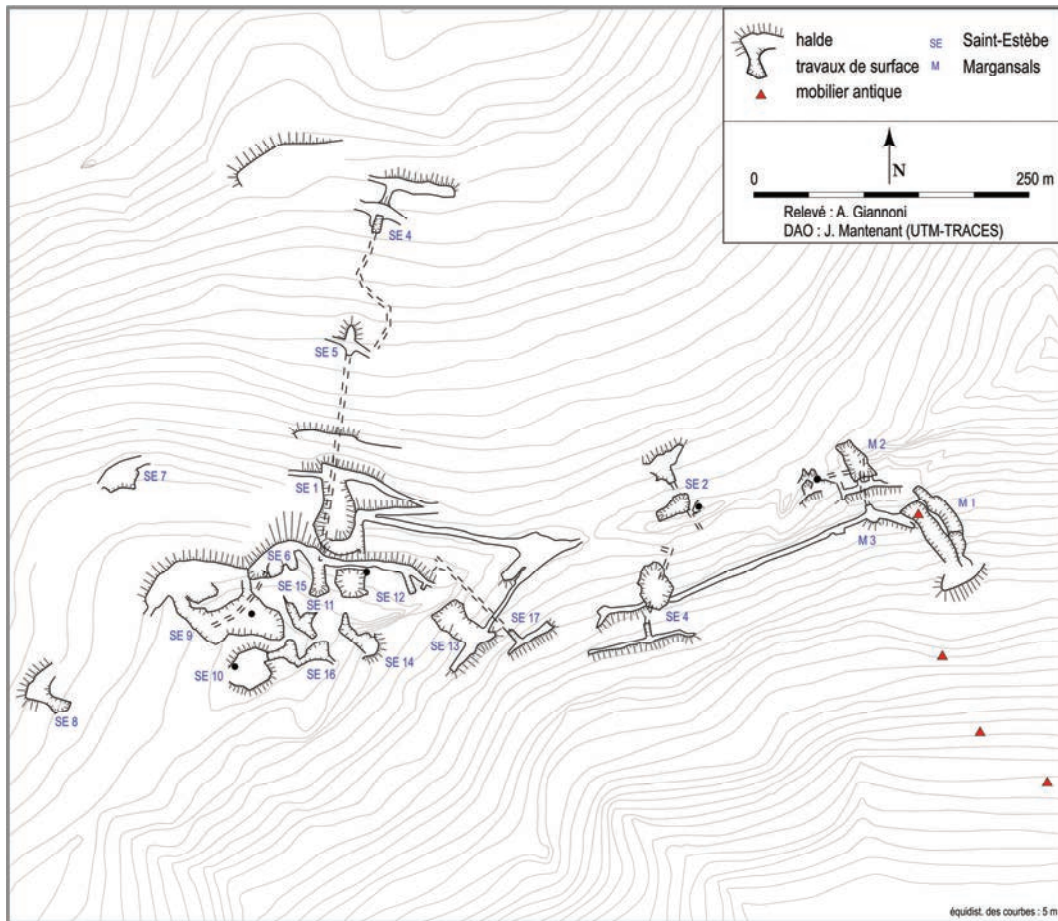 halde
SE Saint-Estèbe
travaux de surface
M Margansals
mobilier antique
N
0
250 m
Relevé : A. Giannoni
DAO : J. Mantenant (UTM-TRACES)
SE 4
SE 5
SE 7
SE 1
SE 2
M 2
M 1
M 3
SE 6
SE 15
SE 11
SE 12
SE 9
SE 13
SE 17
SE 4
SE 10
SE 16
SE 14
SE 8
équidist. des courbes : 5 m